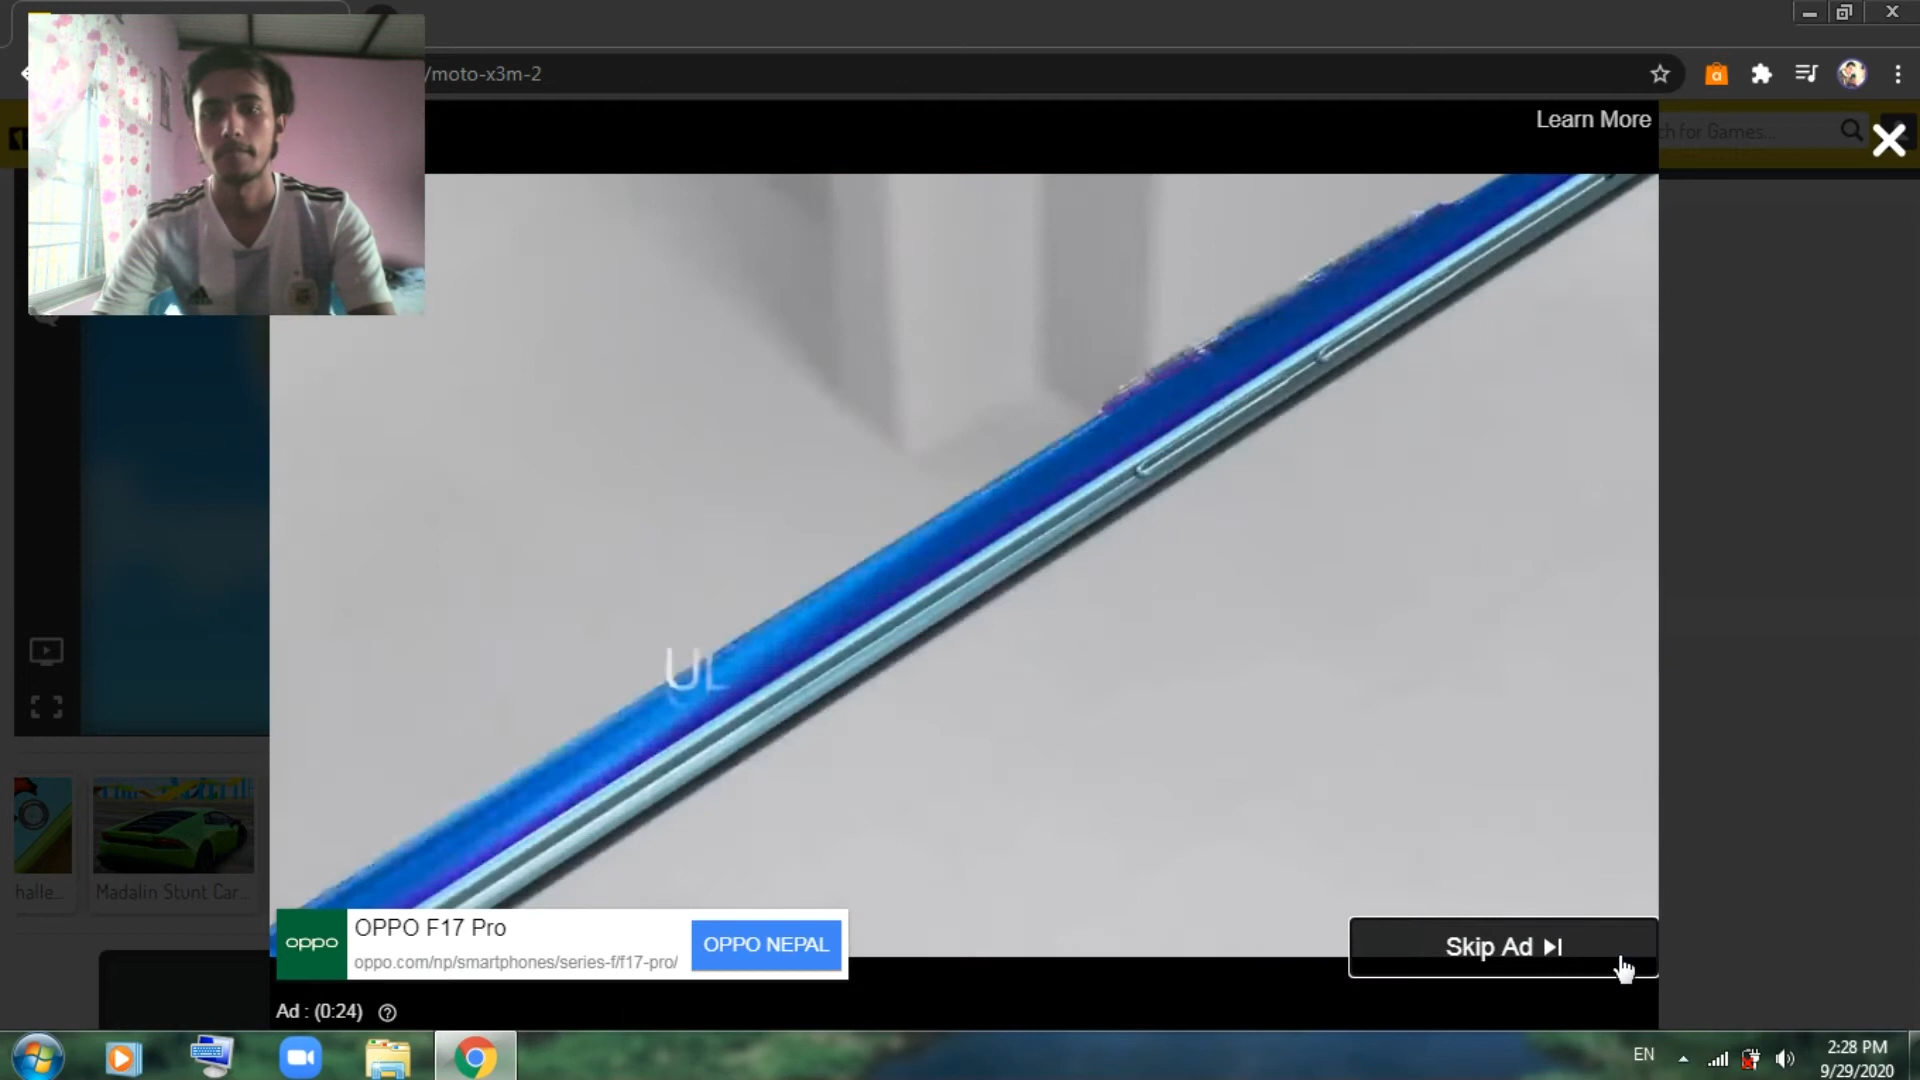 /moto-x3m-2
Learn More
ch for Games...
UL
halle...
Madalin Stunt Car...
oppo
OPPO F17 Pro
oppo.com/np/smartphones/series-f/f17-pro/
OPPO NEPAL
Skip Ad
Ad : (0:24)
EN
2:28 PM
9/29/2020